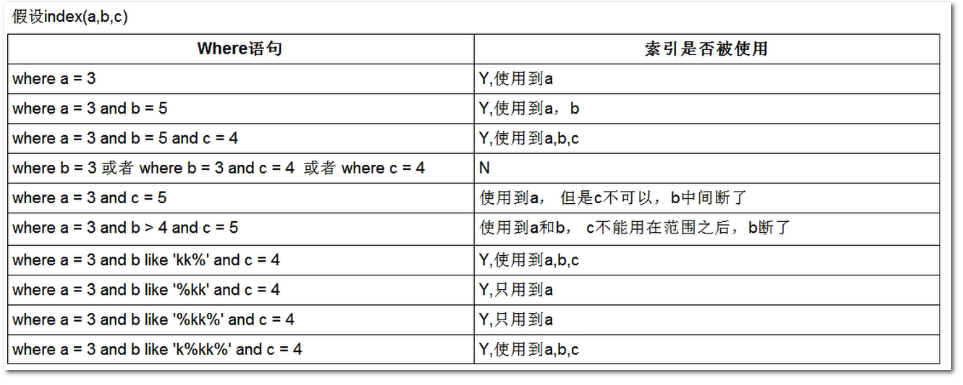 假设index(a,b,c)
Where语句 索引是否被使用
where a = 3 Y,使用到a
where a = 3 and b = 5 Y,使用到a，b
where a = 3 and b = 5 and c = 4 Y,使用到a,b,c
where b = 3 或者 where b = 3 and c = 4 或者 where c = 4 N
where a = 3 and c = 5 使用到a， 但是c不可以，b中间断了
where a = 3 and b > 4 and c = 5 使用到a和b， c不能用在范围之后，b断了
where a = 3 and b like 'kk%' and c = 4 Y,使用到a,b,c
where a = 3 and b like '%kk' and c = 4 Y,只用到a
where a = 3 and b like '%kk%' and c = 4 Y,只用到a
where a = 3 and b like 'k%kk%' and c = 4 Y,使用到a,b,c